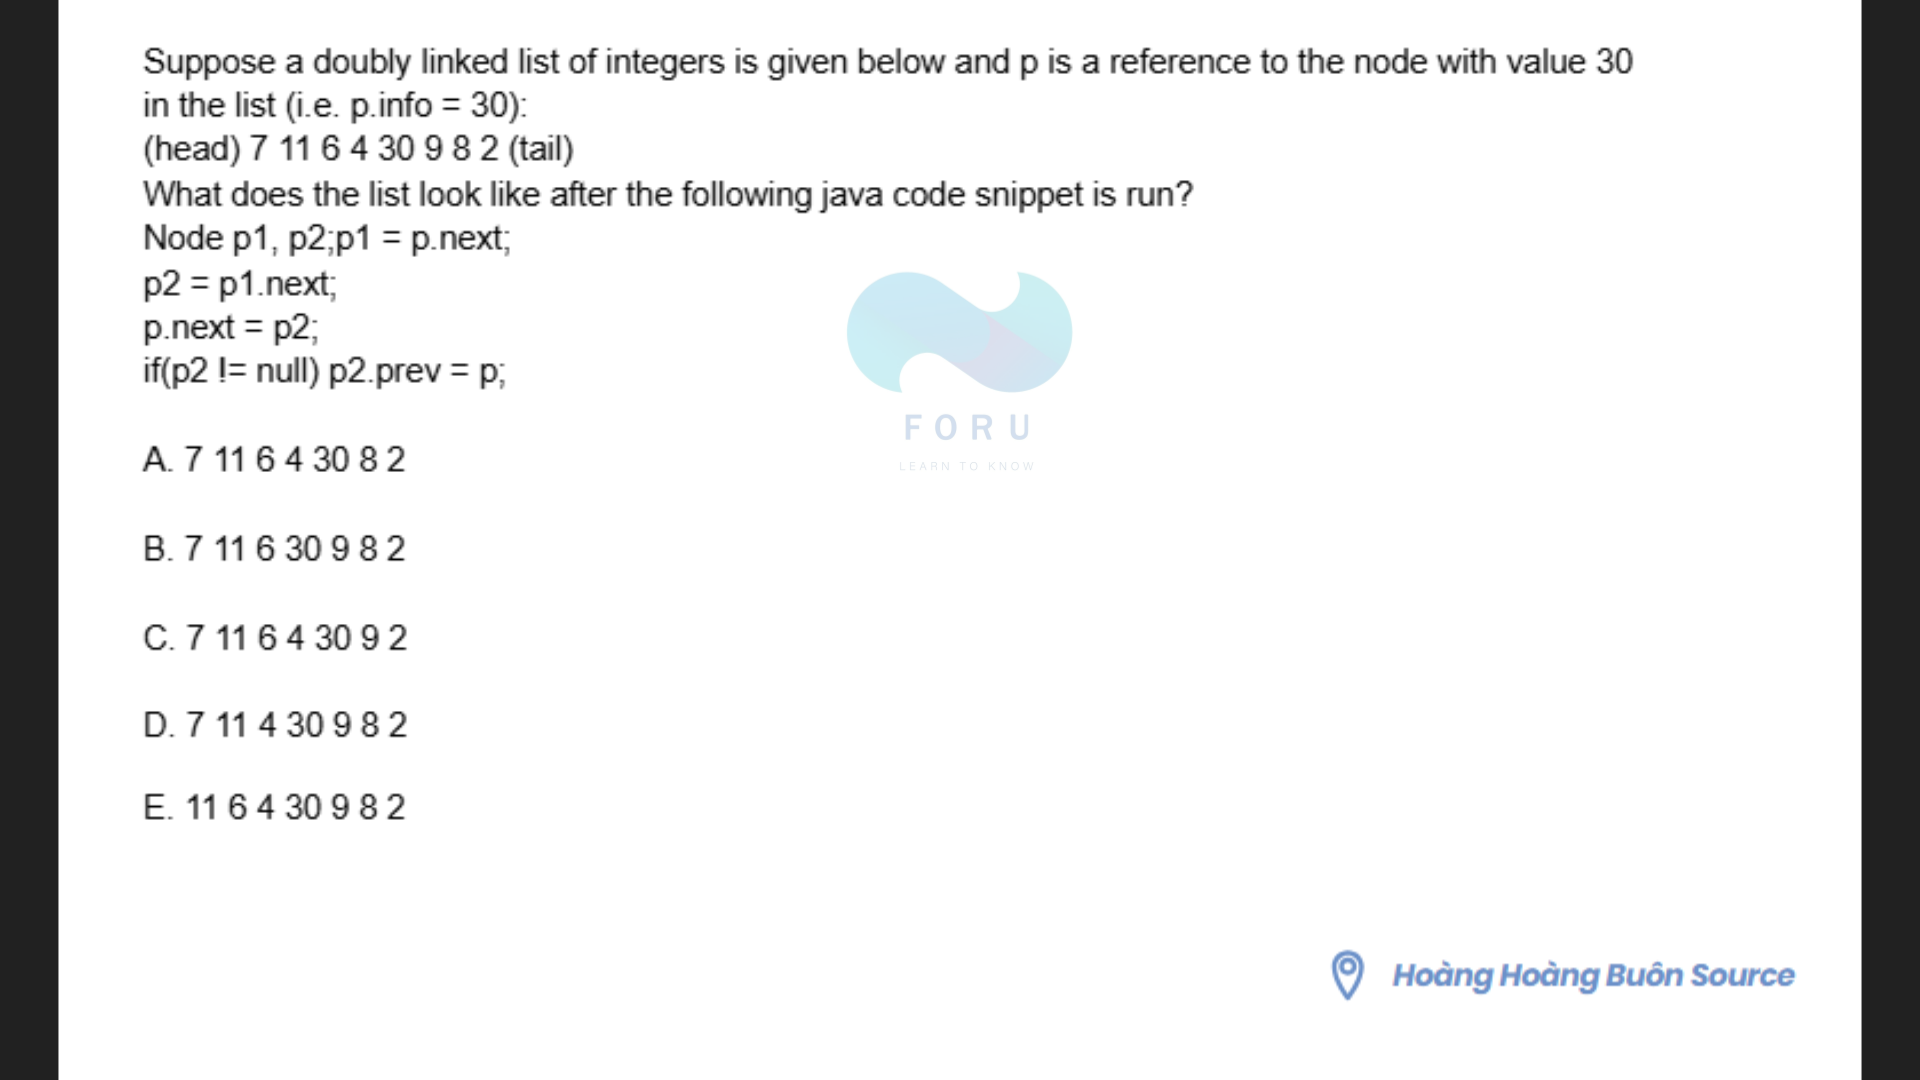 Suppose a doubly linked list of integers is given below and p is a reference to the node with value 30
in the list (i.e. p.info = 30):
(head) 7 11 6 4 30 9 8 2 (tail)
What does the list look like after the following java code snippet is run?
Node p1, p2;p1 = p.next;
p2 = p1.next;
p.next = p2;
if(p2 != null) p2.prev = p;
FORU
LEARN TO KNOW
A. 7 11 6 4 30 8 2
B. 7 11 6 30 9 8 2
C. 7 11 6 4 30 9 2
D. 7 11 4 30 9 8 2
E. 11 6 4 30 9 8 2
Hoàng Hoàng Buôn Source